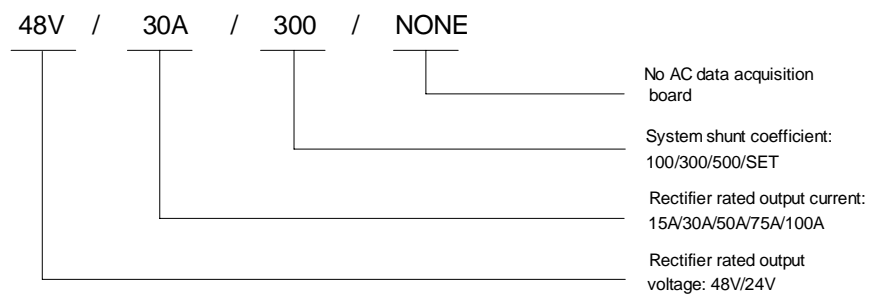 48V / 30A / 300 / NONE
No AC data acquisition
board
System shunt coefficient:
100/300/500/SET
Rectifier rated output current:
15A/30A/50A/75A/100A
Rectifier rated output
voltage: 48V/24V